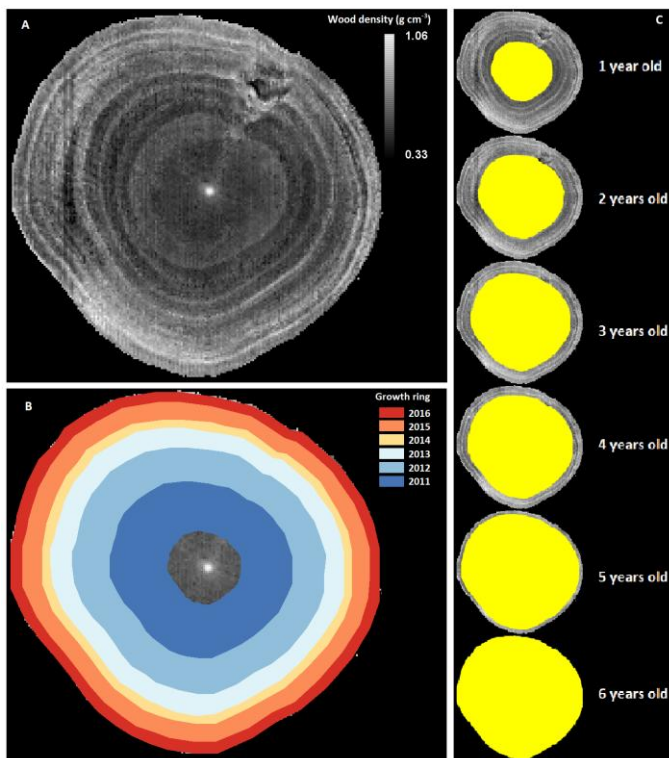 A
Wood density (g cm⁻³)
1.06
0.33
B
Growth ring
2016
2015
2014
2013
2012
2011
C
1 year old
2 years old
3 years old
4 years old
5 years old
6 years old